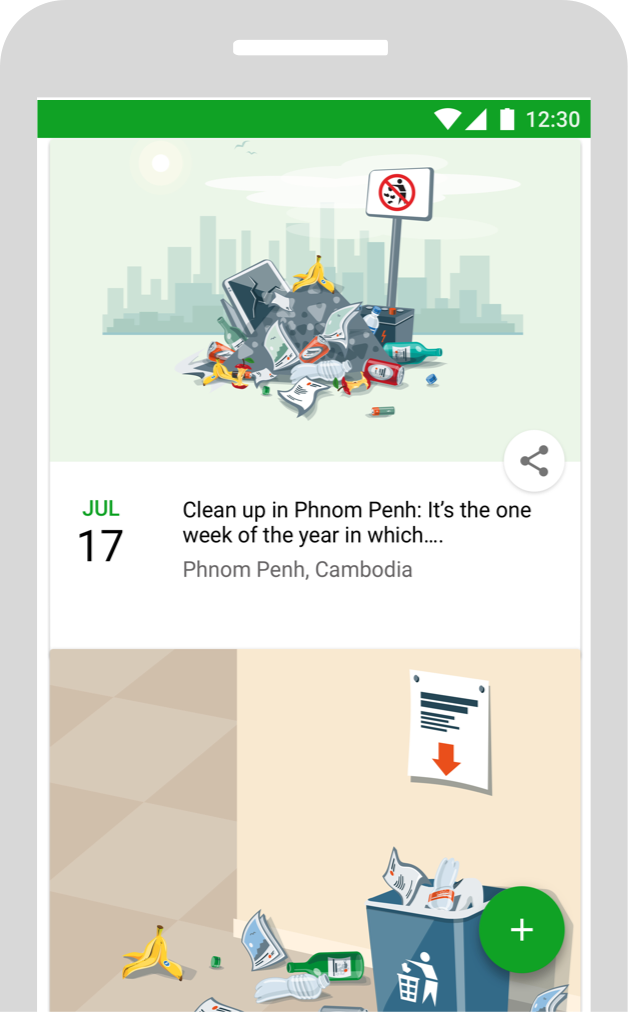 12:30
JUL
17
Clean up in Phnom Penh: It’s the one
week of the year in which....
Phnom Penh, Cambodia